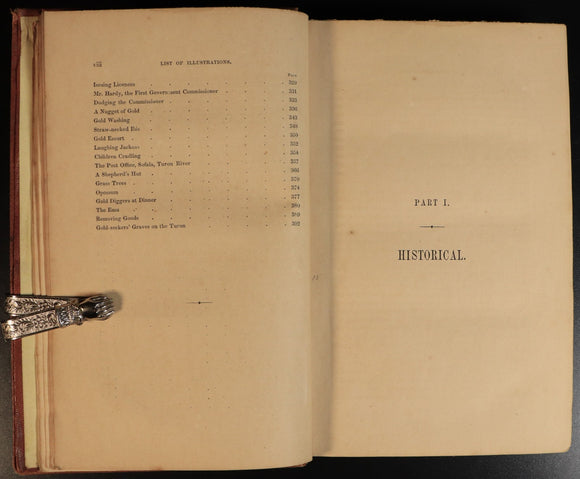 viii LIST OF ILLUSTRATIONS.
Page
Issuing Licences 329
Mr. Hardy, the First Government Commissioner 331
Dodging the Commissioner 335
A Nugget of Gold 336
Gold Washing 343
Straw-necked Ibis 348
Gold Escort 350
Laughing Jackass 352
Children Cradling 354
The Post Office, Sofala, Turon River 357
A Shepherd's Hut 366
Grass Trees 370
Opossum 374
Gold Diggers at Dinner 377
The Emu 380
Removing Goods 389
Gold-seekers' Graves on the Turon 392
PART I.
HISTORICAL.